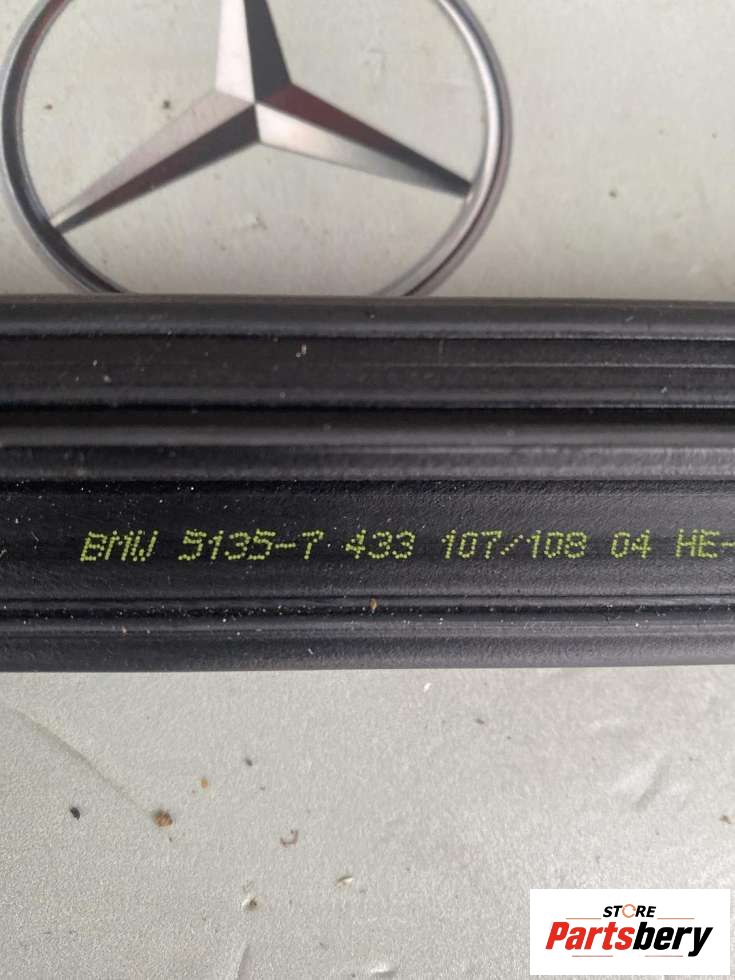 BMW 5135-7 433 107/108 04 HE-
STORE
Partsbery